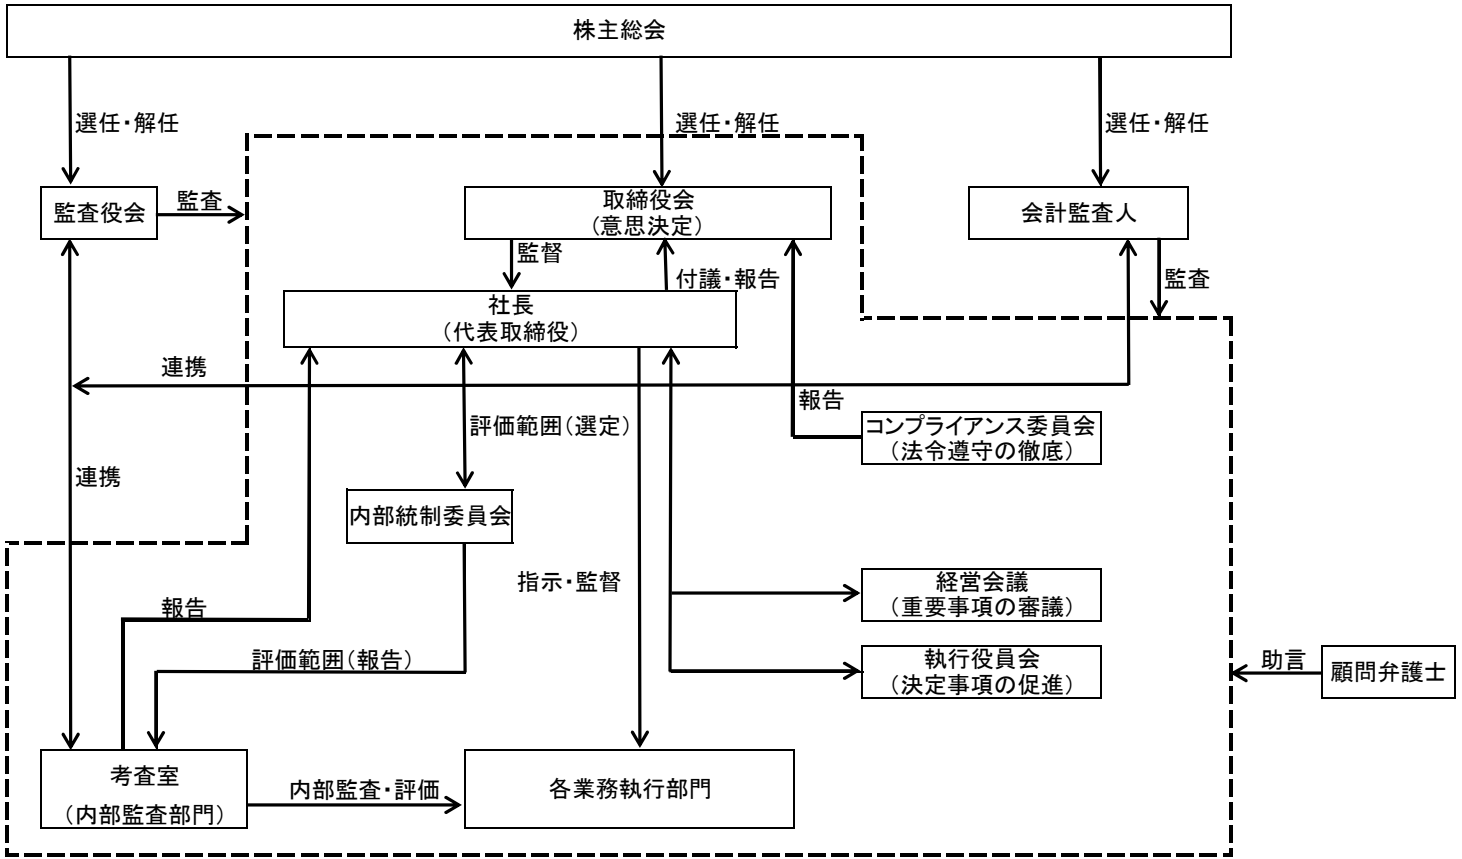 株主総会
選任・解任
選任・解任
選任・解任
監査役会
監査
取締役会
(意思決定)
会計監査人
監督
付議・報告
監査
社長
(代表取締役)
連携
報告
コンプライアンス委員会
(法令遵守の徹底)
評価範囲(選定)
連携
内部統制委員会
指示・監督
経営会議
(重要事項の審議)
報告
評価範囲(報告)
執行役員会
(決定事項の促進)
助言
顧問弁護士
考査室
(内部監査部門)
内部監査・評価
各業務執行部門